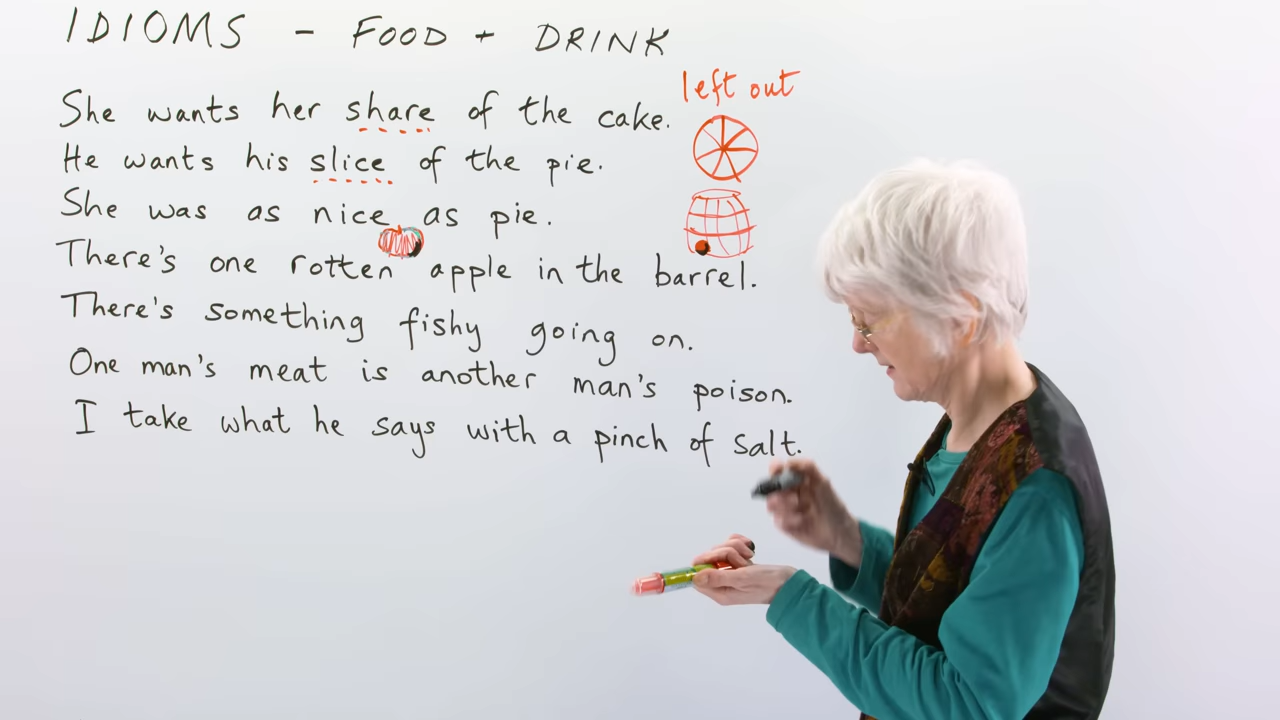 IDIOMS - FOOD + DRINK
left out
She wants her share of the cake.
He wants his slice of the pie.
She was as nice as pie.
There's one rotten apple in the barrel.
There's something fishy going on.
One man's meat is another man's poison.
I take what he says with a pinch of salt.